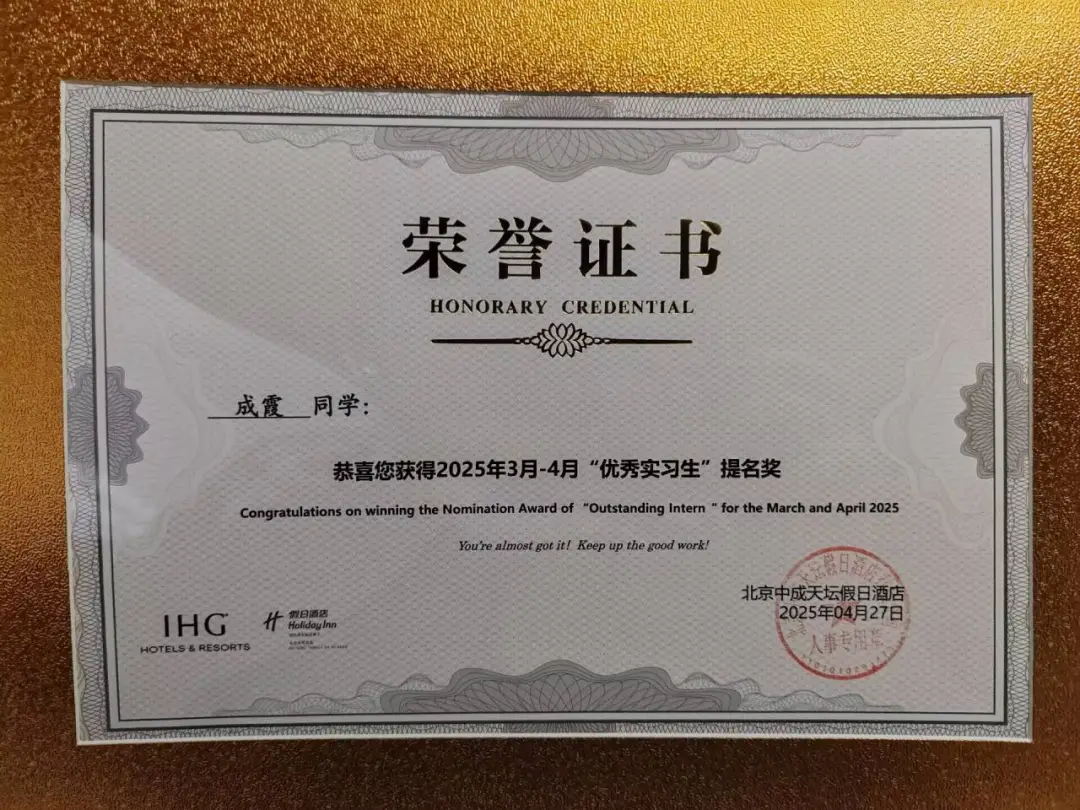 荣誉证书
HONORARY CREDENTIAL
成霞 同学:
恭喜您获得2025年3月-4月“优秀实习生”提名奖
Congratulations on winning the Nomination Award of “Outstanding Intern “ for the March and April 2025
You're almost got it! Keep up the good work!
北京中成天坛假日酒店
2025年04月27日
人事专用章
IHG
HOTELS & RESORTS
假日酒店
Holiday Inn